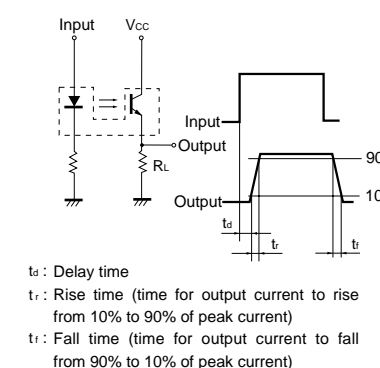 Input
Vcc
Input
Output
RL
90
Output
10
td
tr
tf
td : Delay time
tr : Rise time (time for output current to rise
from 10% to 90% of peak current)
tf : Fall time (time for output current to fall
from 90% to 10% of peak current)